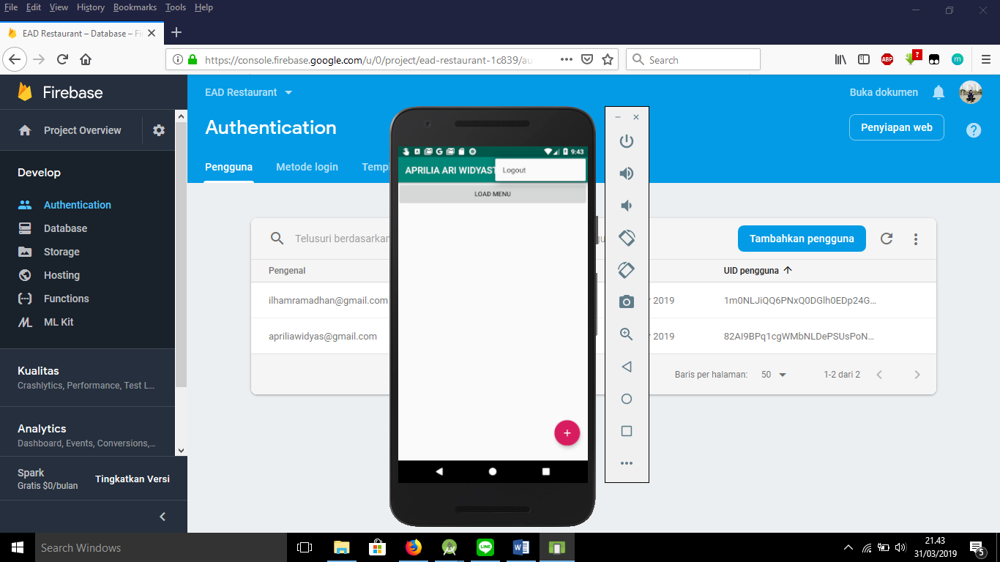 File Edit View History Bookmarks Tools Help
EAD Restaurant – Database – Fi
https://console.firebase.google.com/u/0/project/ead-restaurant-1c839/au
Search
ABP
?
m
Firebase
EAD Restaurant
Buka dokumen
Project Overview
Authentication
Penyiapan web
?
Pengguna Metode login Templ
Develop
Authentication
Database
Storage
Hosting
Functions
ML Kit
Kualitas
Crashlytics, Performance, Test L...
Analytics
Dashboard, Events, Conversions,...
Spark
Gratis $0/bulan
Tingkatkan Versi
9:43
APRILIA ARI WIDYAST
Logout
LOAD MENU
Telusuri berdasarkan
gu
Tambahkan pengguna
Pengenal
UID pengguna
ilhamramadhan@gmail.com
2019
1m0NLJiQQ6PNxQ0DGlh0EDp24G...
apriliawidyas@gmail.com
2019
82AI9BPq1cgWMbNLDePSUsPoN...
Baris per halaman: 50 1-2 dari 2
+
Search Windows
LINE
21.43
31/03/2019
5